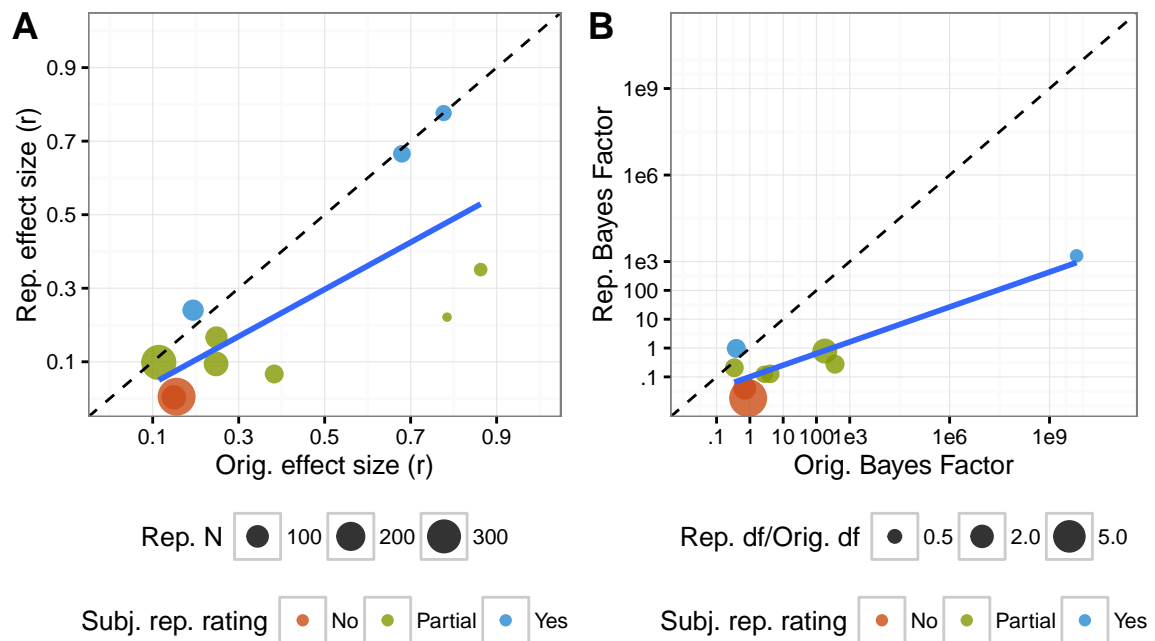 A
Rep. effect size (r)
0.9
0.7
0.5
0.3
0.1
0.1 0.3 0.5 0.7 0.9
Orig. effect size (r)
Rep. N 100 200 300
Subj. rep. rating No Partial Yes
B
Rep. Bayes Factor
1e9
1e6
1e3
100
10
1
.1
.1 1 10 100 1e3 1e6 1e9
Orig. Bayes Factor
Rep. df/Orig. df 0.5 2.0 5.0
Subj. rep. rating No Partial Yes